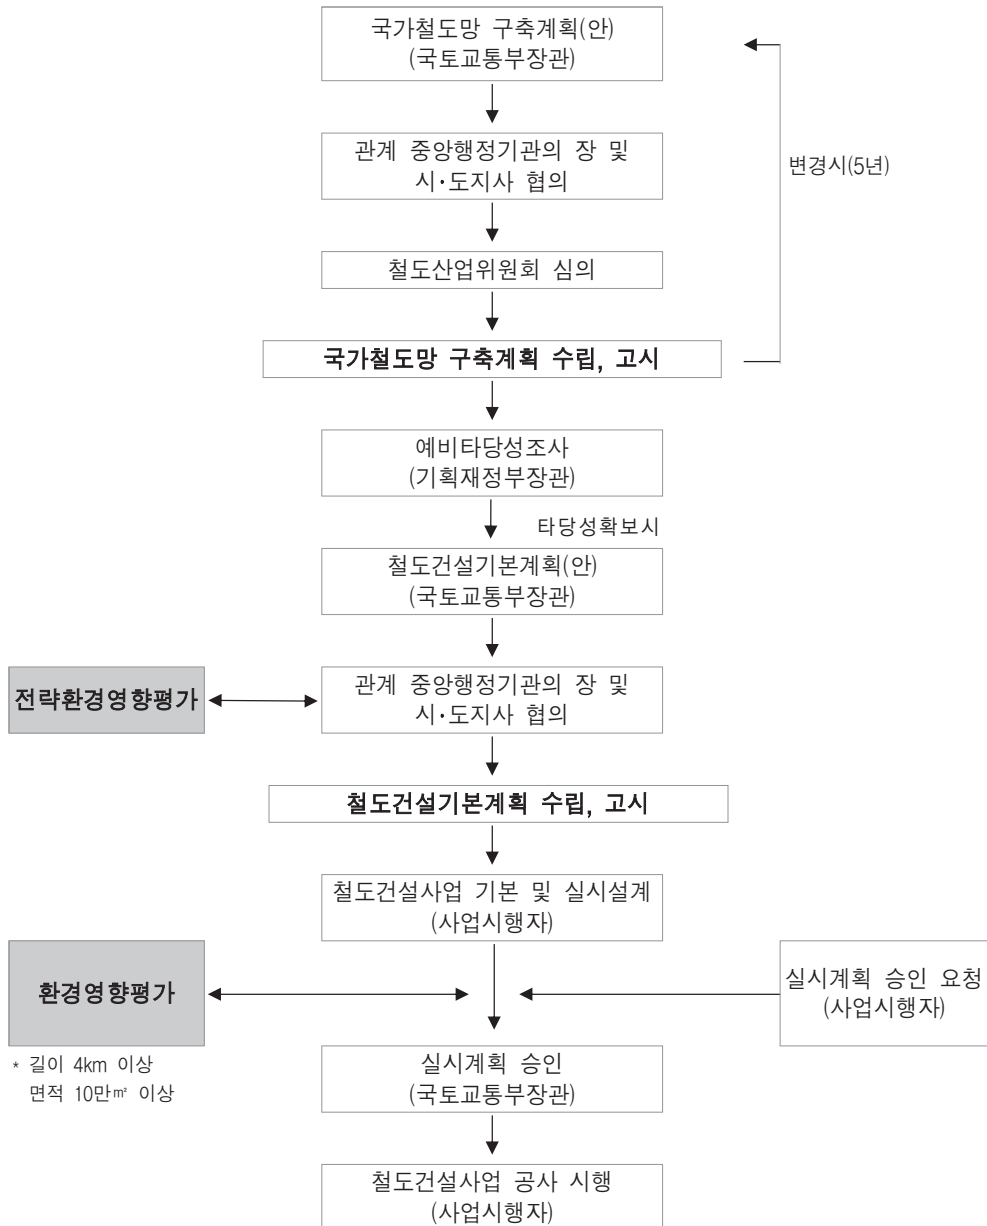 국가철도망 구축계획(안)
(국토교통부장관)
관계 중앙행정기관의 장 및
시·도지사 협의
변경시(5년)
철도산업위원회 심의
국가철도망 구축계획 수립, 고시
예비타당성조사
(기획재정부장관)
타당성확보시
철도건설기본계획(안)
(국토교통부장관)
전략환경영향평가
관계 중앙행정기관의 장 및
시·도지사 협의
철도건설기본계획 수립, 고시
철도건설사업 기본 및 실시설계
(사업시행자)
환경영향평가
* 길이 4km 이상
면적 10만㎡ 이상
실시계획 승인 요청
(사업시행자)
실시계획 승인
(국토교통부장관)
철도건설사업 공사 시행
(사업시행자)